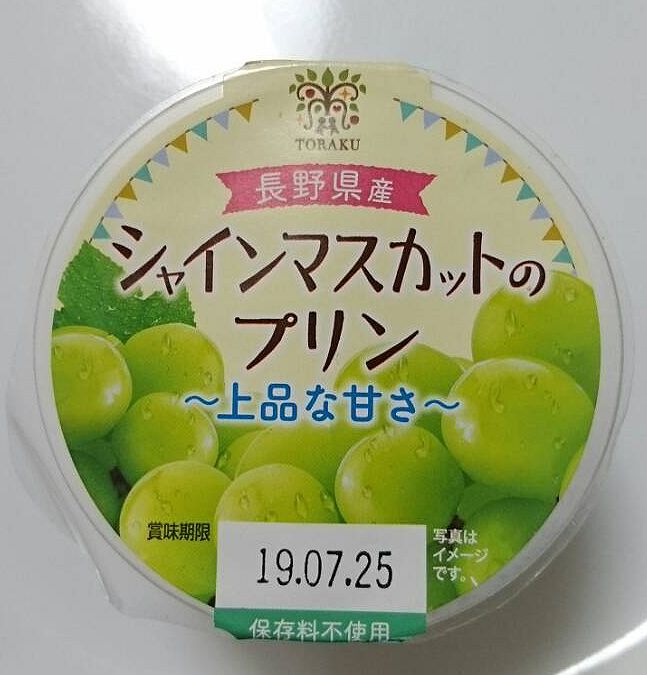 TORAKU
長野県産
シャインマスカットの
プリン
〜上品な甘さ〜
賞味期限
19.07.25
写真は
イメージ
です。
保存料不使用